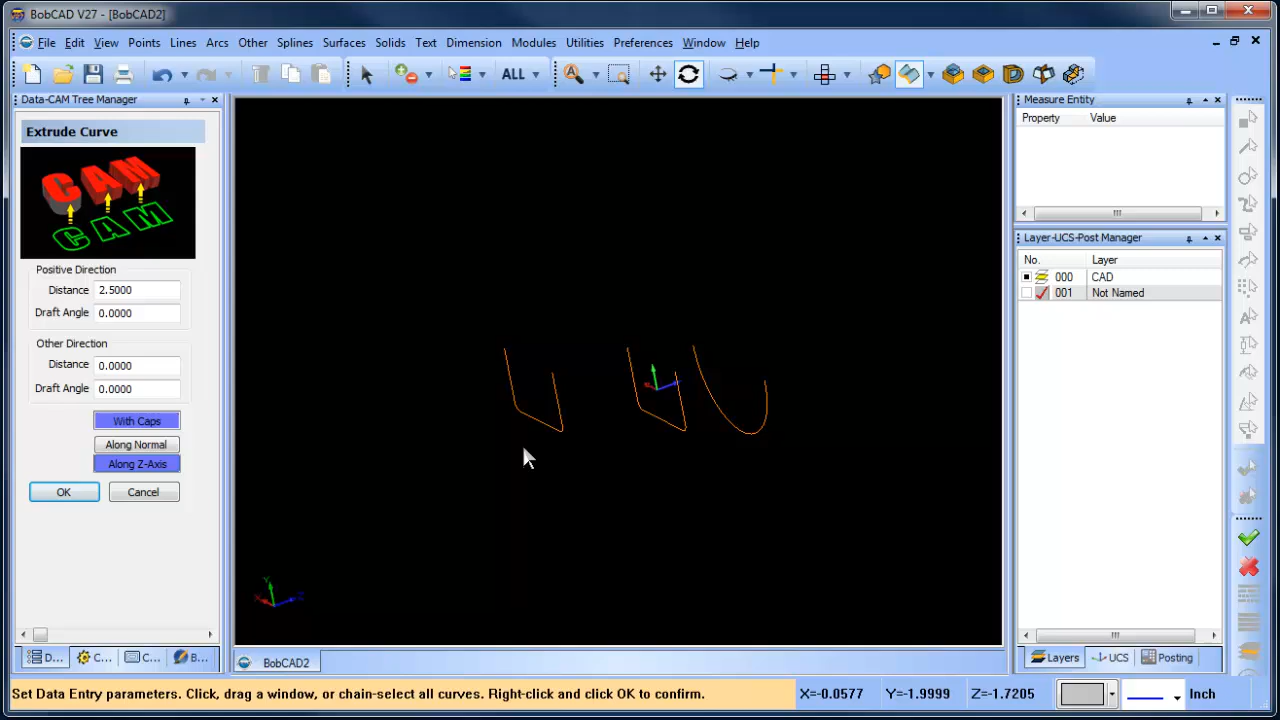 BobCAD V27 - [BobCAD2]
File Edit View Points Lines Arcs Other Splines Surfaces Solids Text Dimension Modules Utilities Preferences Window Help
ALL
Data-CAM Tree Manager
Extrude Curve
CAM
CAM
Positive Direction
Distance 2.5000
Draft Angle 0.0000
Other Direction
Distance 0.0000
Draft Angle 0.0000
With Caps
Along Normal
Along Z-Axis
OK Cancel
D... C... C... B...
Y
X Z
BobCAD2
Measure Entity
Property Value
Layer-UCS-Post Manager
No. Layer
000 CAD
001 Not Named
Layers UCS Posting
Set Data Entry parameters. Click, drag a window, or chain-select all curves. Right-click and click OK to confirm. X=-0.0577 Y=-1.9999 Z=-1.7205 Inch